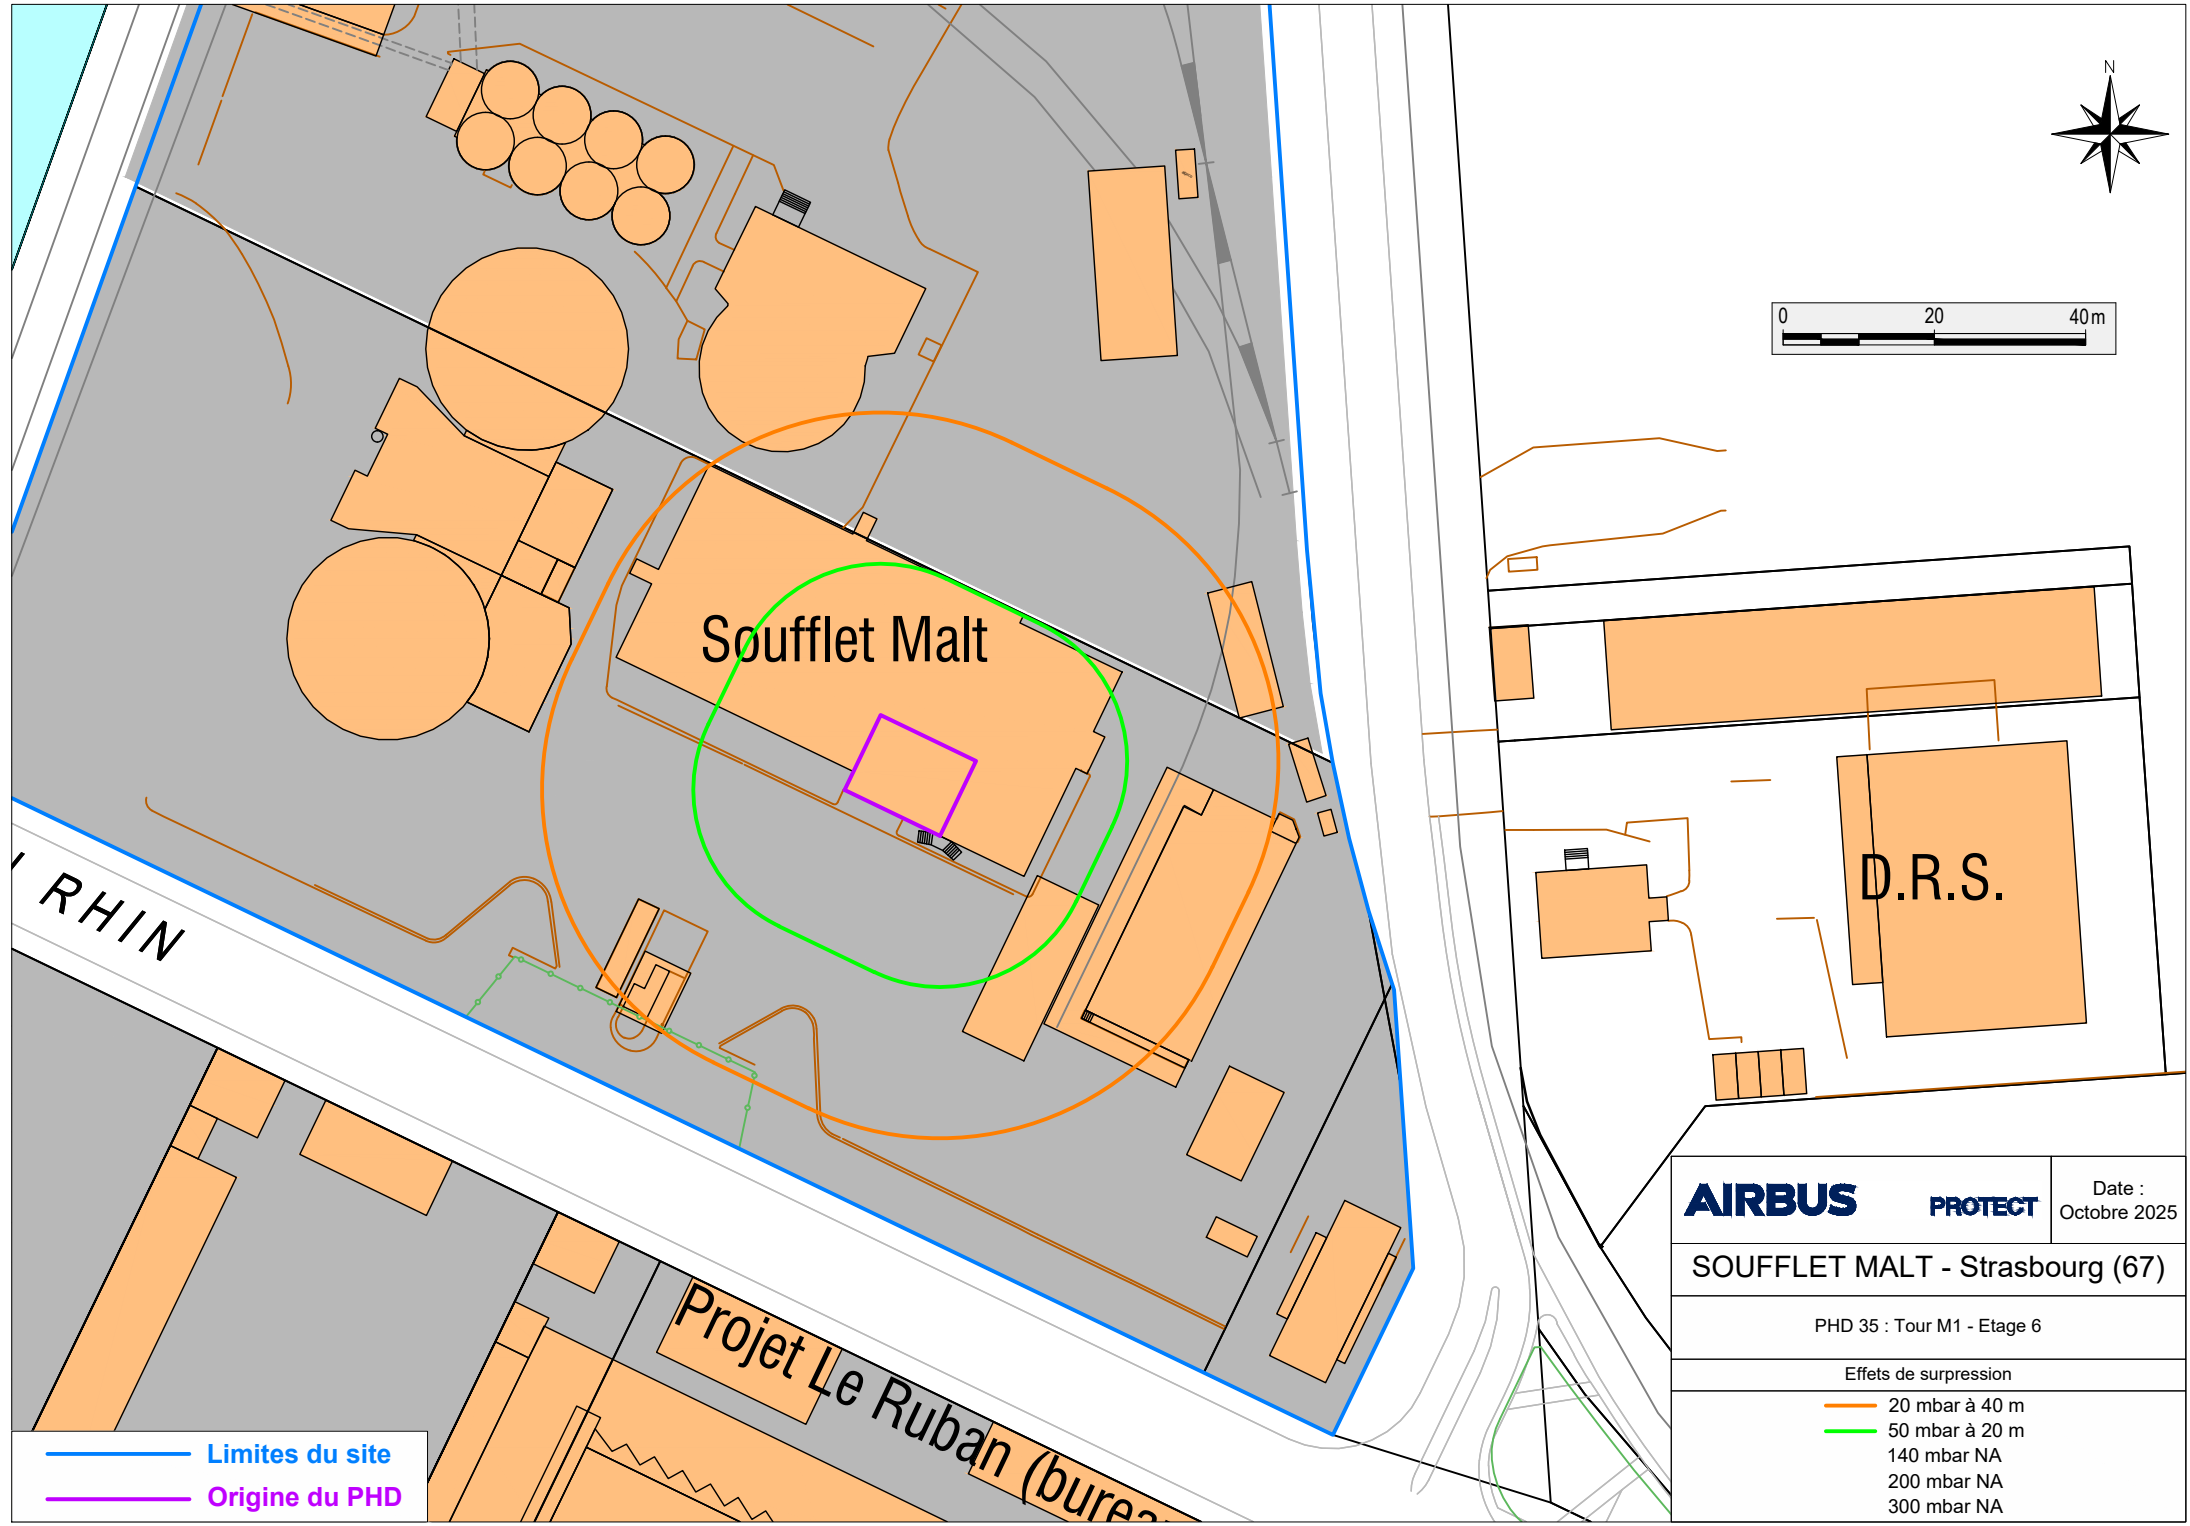 N
0 20 40m
Soufflet Malt
D.R.S.
RHIN
Projet Le Ruban (burea
Limites du site
Origine du PHD
AIRBUS PROTECT
Date :
Octobre 2025
SOUFFLET MALT - Strasbourg (67)
PHD 35 : Tour M1 - Etage 6
Effets de surpression
20 mbar à 40 m
50 mbar à 20 m
140 mbar NA
200 mbar NA
300 mbar NA